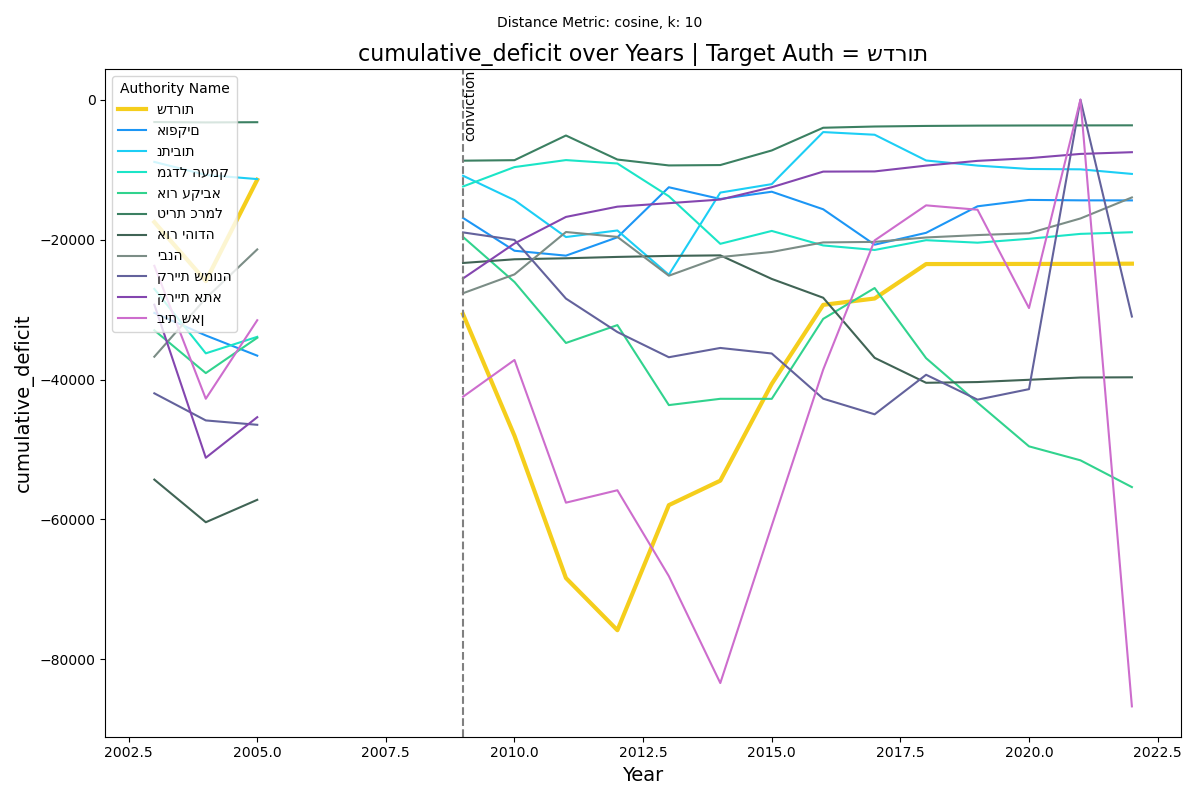 Distance Metric: cosine, k: 10
cumulative_deficit over Years | Target Auth = שדרות
Authority Name
שדרות
אופקים
נתיבות
מגדל העמק
אור עקיבא
טירת כרמל
אור יהודה
יבנה
קריית שמונה
קריית אתא
בית שאן
conviction
cumulative_deficit
0
−20000
−40000
−60000
−80000
2002.5 2005.0 2007.5 2010.0 2012.5 2015.0 2017.5 2020.0 2022.5
Year